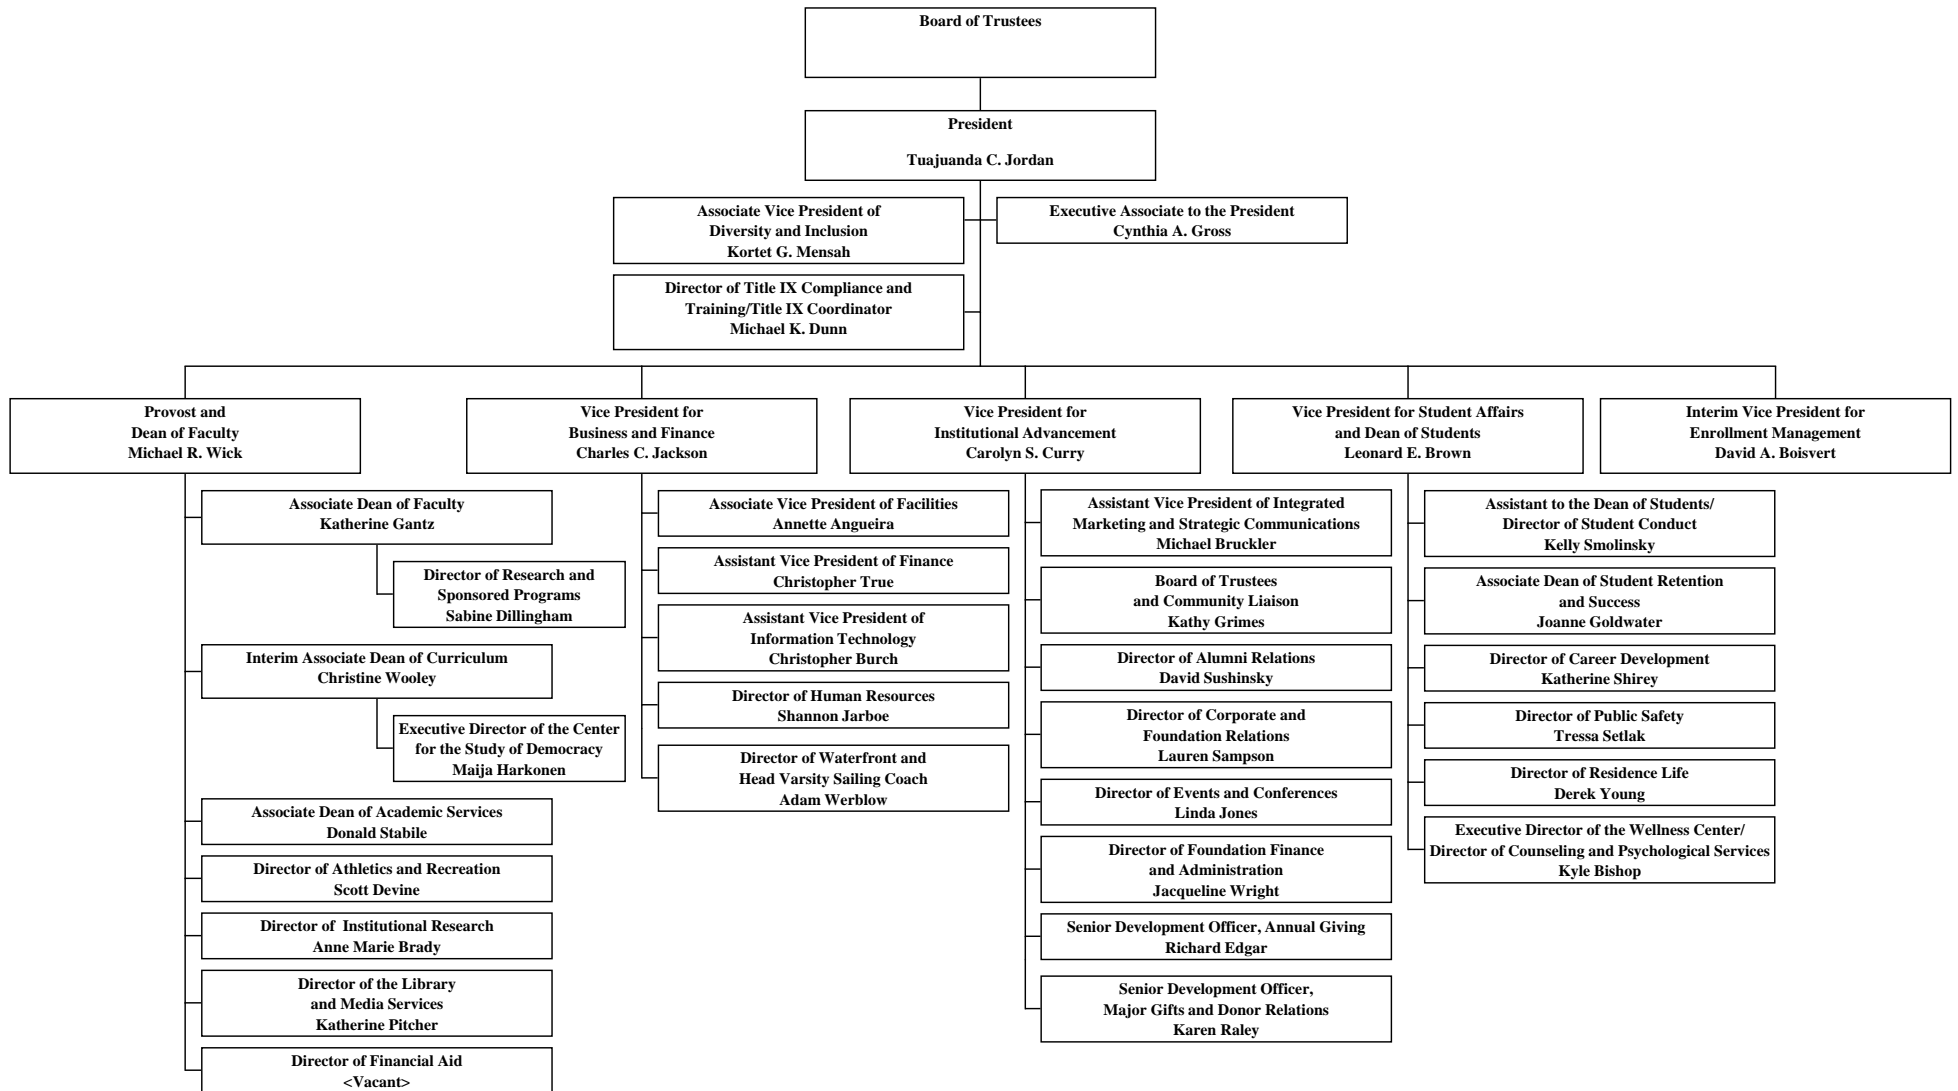 Board of Trustees
President
Tuajuanda C. Jordan
Associate Vice President of
Diversity and Inclusion
Kortet G. Mensah
Executive Associate to the President
Cynthia A. Gross
Director of Title IX Compliance and
Training/Title IX Coordinator
Michael K. Dunn
Provost and
Dean of Faculty
Michael R. Wick
Associate Dean of Faculty
Katherine Gantz
Director of Research and
Sponsored Programs
Sabine Dillingham
Interim Associate Dean of Curriculum
Christine Wooley
Executive Director of the Center
for the Study of Democracy
Maija Harkonen
Associate Dean of Academic Services
Donald Stabile
Director of Athletics and Recreation
Scott Devine
Director of  Institutional Research
Anne Marie Brady
Director of the Library
and Media Services
Katherine Pitcher
Director of Financial Aid
<Vacant>
Vice President for
Business and Finance
Charles C. Jackson
Associate Vice President of Facilities
Annette Angueira
Assistant Vice President of Finance
Christopher True
Assistant Vice President of
Information Technology
Christopher Burch
Director of Human Resources
Shannon Jarboe
Director of Waterfront and
Head Varsity Sailing Coach
Adam Werblow
Vice President for
Institutional Advancement
Carolyn S. Curry
Assistant Vice President of Integrated
Marketing and Strategic Communications
Michael Bruckler
Board of Trustees
and Community Liaison
Kathy Grimes
Director of Alumni Relations
David Sushinsky
Director of Corporate and
Foundation Relations
Lauren Sampson
Director of Events and Conferences
Linda Jones
Director of Foundation Finance
and Administration
Jacqueline Wright
Senior Development Officer, Annual Giving
Richard Edgar
Senior Development Officer,
Major Gifts and Donor Relations
Karen Raley
Vice President for Student Affairs
and Dean of Students
Leonard E. Brown
Assistant to the Dean of Students/
Director of Student Conduct
Kelly Smolinsky
Associate Dean of Student Retention
and Success
Joanne Goldwater
Director of Career Development
Katherine Shirey
Director of Public Safety
Tressa Setlak
Director of Residence Life
Derek Young
Executive Director of the Wellness Center/
Director of Counseling and Psychological Services
Kyle Bishop
Interim Vice President for
Enrollment Management
David A. Boisvert